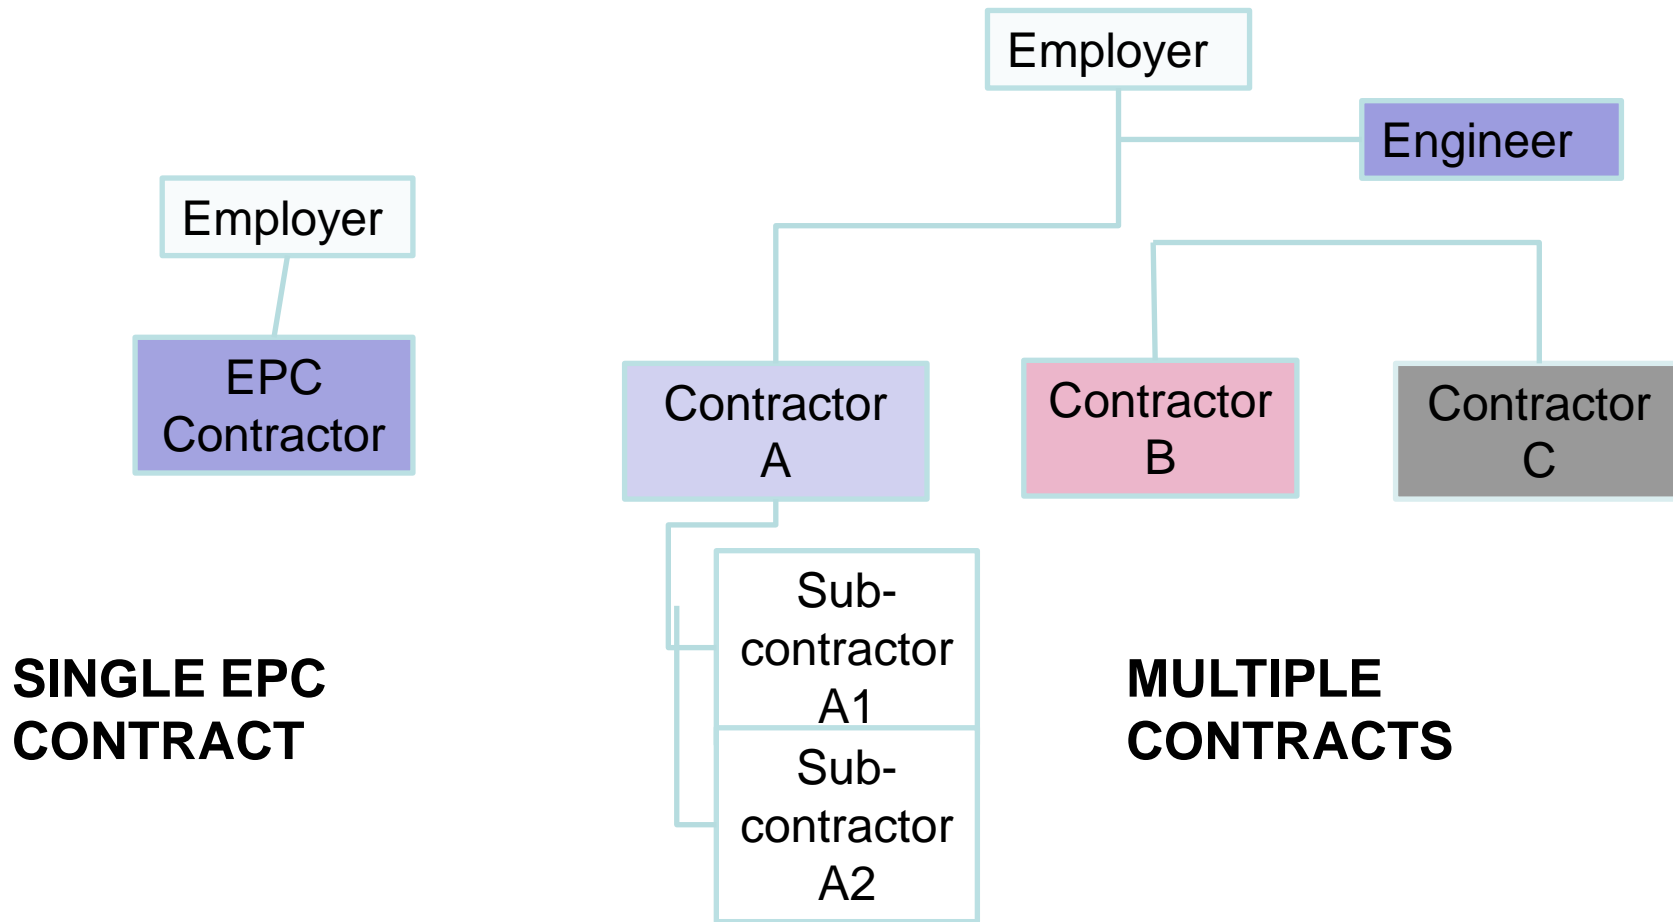 Employer
EPC
Contractor
SINGLE EPC
CONTRACT
Employer
Engineer
Contractor
A
Contractor
B
Contractor
C
Sub-
contractor
A1
Sub-
contractor
A2
MULTIPLE
CONTRACTS